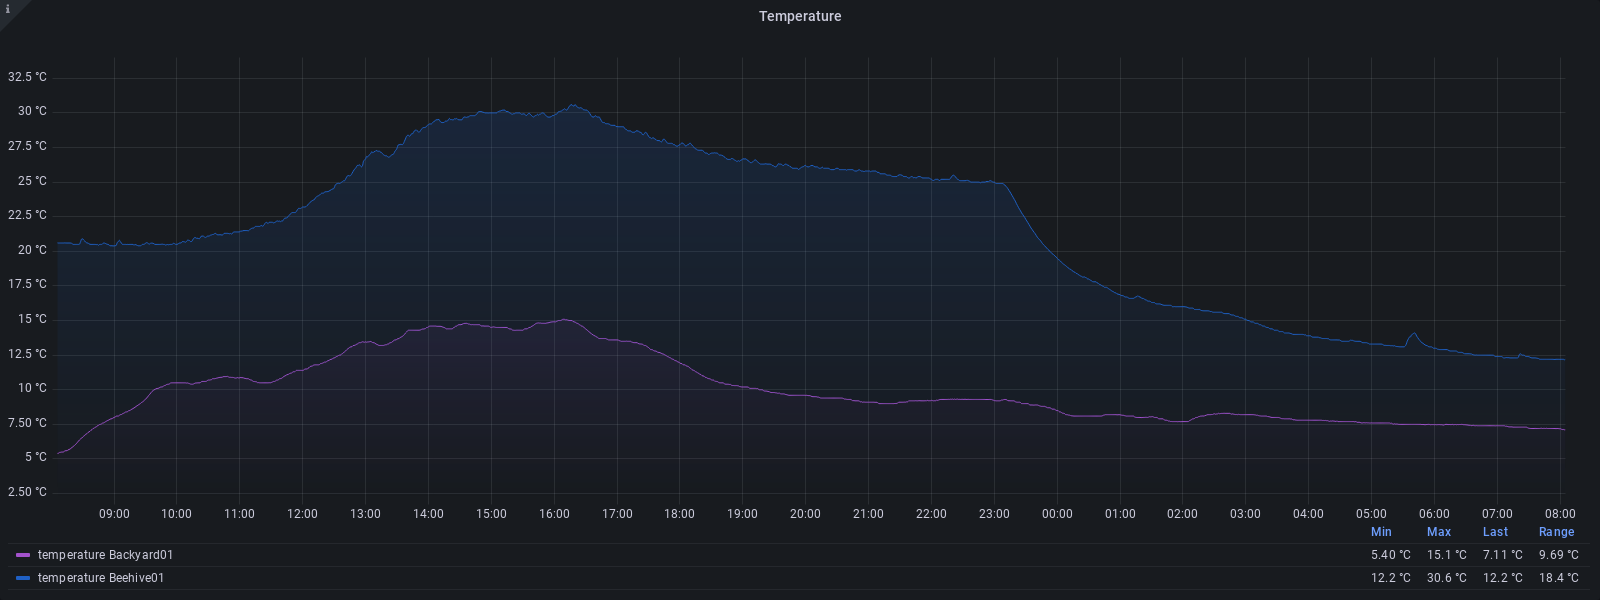 i
Temperature
32.5 °C
30 °C
27.5 °C
25 °C
22.5 °C
20 °C
17.5 °C
15 °C
12.5 °C
10 °C
7.50 °C
5 °C
2.50 °C
09:00 10:00 11:00 12:00 13:00 14:00 15:00 16:00 17:00 18:00 19:00 20:00 21:00 22:00 23:00 00:00 01:00 02:00 03:00 04:00 05:00 06:00 07:00 08:00
Min Max Last Range
temperature Backyard01 5.40 °C 15.1 °C 7.11 °C 9.69 °C
temperature Beehive01 12.2 °C 30.6 °C 12.2 °C 18.4 °C